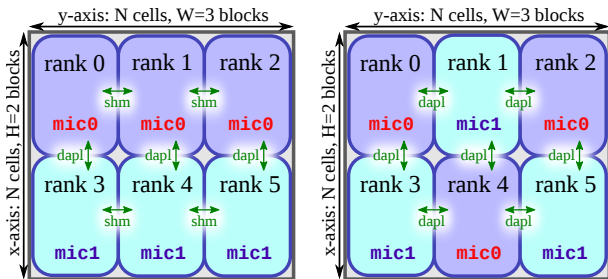 y-axis: N cells, W=3 blocks
x-axis: N cells, H=2 blocks
rank 0 rank 1 rank 2
shm shm
mic0 mic0 mic0
dapl dapl dapl
rank 3 rank 4 rank 5
shm shm
mic1 mic1 mic1
y-axis: N cells, W=3 blocks
x-axis: N cells, H=2 blocks
rank 0 rank 1 rank 2
dapl dapl
mic0 mic1 mic0
dapl dapl dapl
rank 3 rank 4 rank 5
dapl dapl
mic1 mic0 mic1